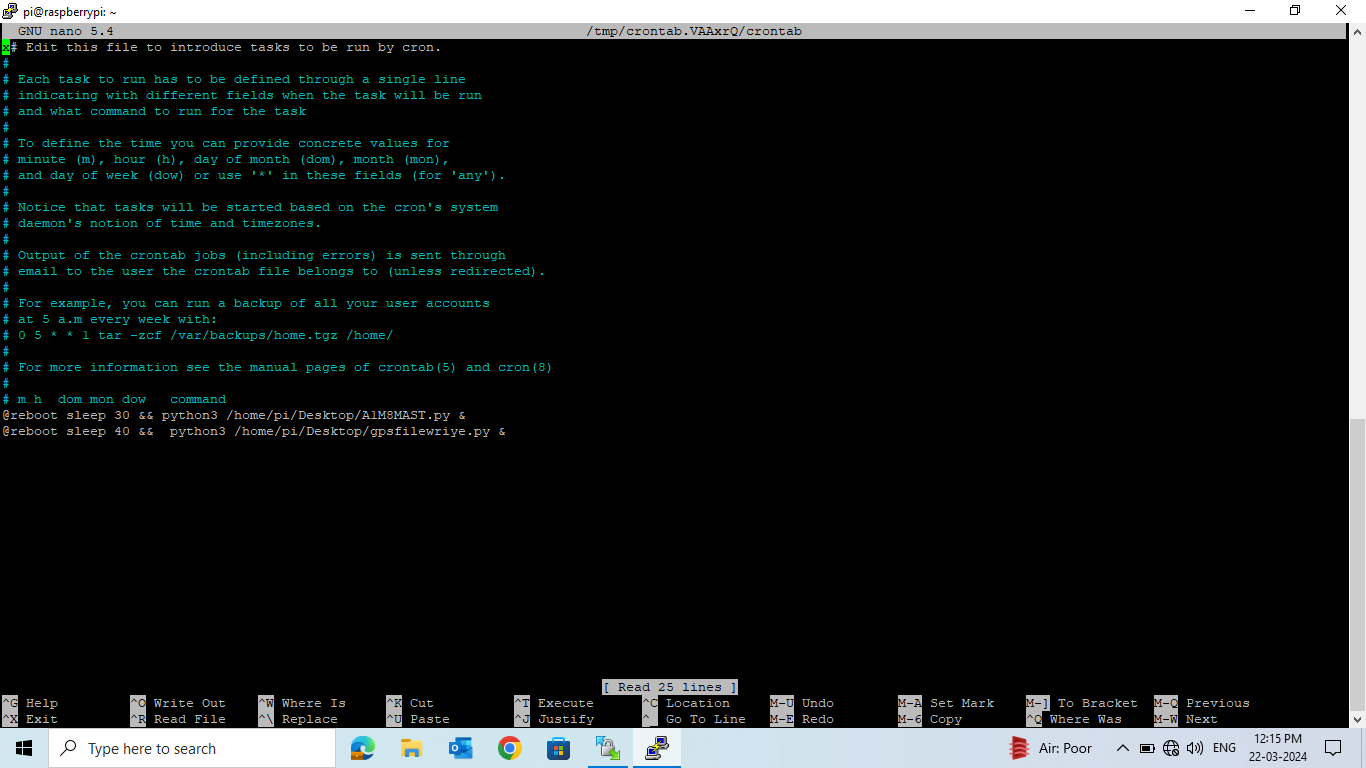 pi@raspberrypi: ~
GNU nano 5.4 /tmp/crontab.VAAxrQ/crontab
x# Edit this file to introduce tasks to be run by cron.
#
# Each task to run has to be defined through a single line
# indicating with different fields when the task will be run
# and what command to run for the task
#
# To define the time you can provide concrete values for
# minute (m), hour (h), day of month (dom), month (mon),
# and day of week (dow) or use '*' in these fields (for 'any').
#
# Notice that tasks will be started based on the cron's system
# daemon's notion of time and timezones.
#
# Output of the crontab jobs (including errors) is sent through
# email to the user the crontab file belongs to (unless redirected).
#
# For example, you can run a backup of all your user accounts
# at 5 a.m every week with:
# 0 5 * * 1 tar -zcf /var/backups/home.tgz /home/
#
# For more information see the manual pages of crontab(5) and cron(8)
#
# m h  dom mon dow   command
@reboot sleep 30 && python3 /home/pi/Desktop/A1M8MAST.py &
@reboot sleep 40 &&  python3 /home/pi/Desktop/gpsfilewriye.py &
[ Read 25 lines ]
^G Help ^O Write Out ^W Where Is ^K Cut ^T Execute ^C Location M-U Undo M-A Set Mark M-] To Bracket M-Q Previous
^X Exit ^R Read File ^\ Replace ^U Paste ^J Justify ^_ Go To Line M-E Redo M-6 Copy ^Q Where Was M-W Next
Type here to search Air: Poor ENG 12:15 PM
22-03-2024